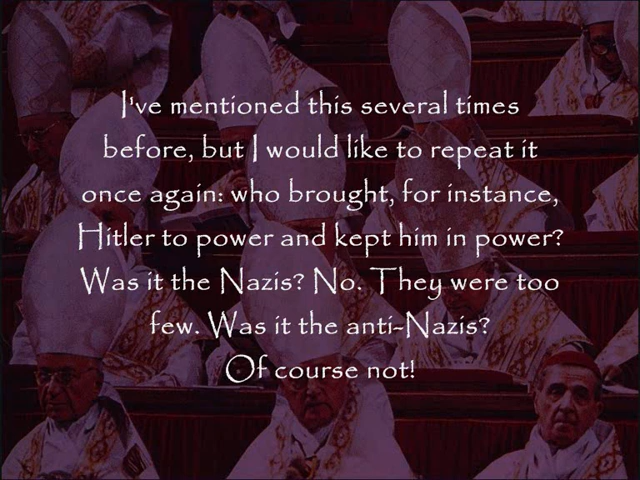 I've mentioned this several times
before, but I would like to repeat it
once again: who brought, for instance,
Hitler to power and kept him in power?
Was it the Nazis? No. They were too
few. Was it the anti-Nazis?
Of course not!